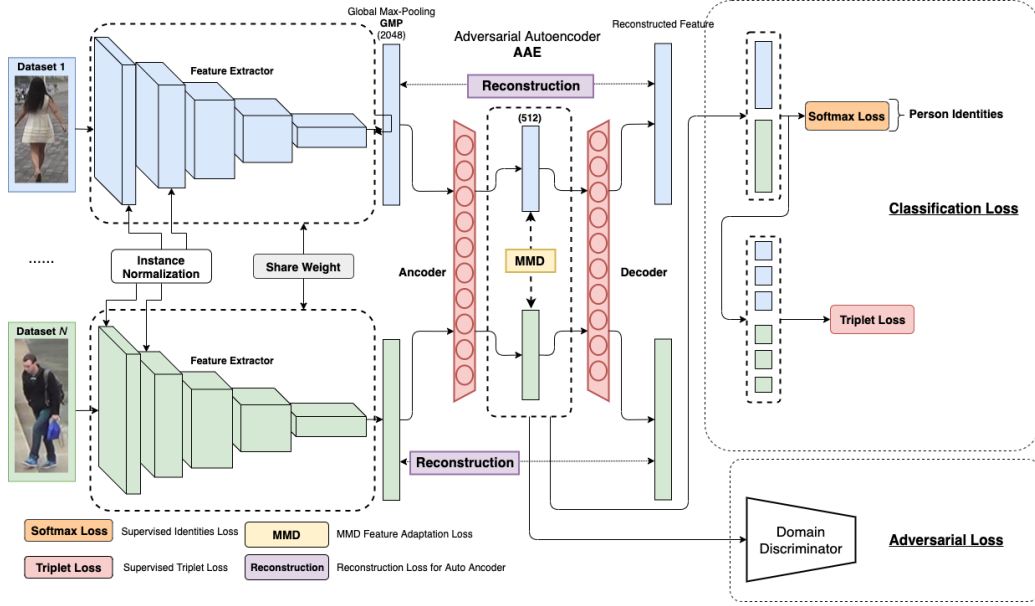 Global Max-Pooling
GMP
(2048)
Adversarial Autoencoder
AAE
Reconstructed Feature
Dataset 1
Feature Extractor
Reconstruction
(512)
Softmax Loss
Person Identities
Classification Loss
......
Instance
Normalization
Share Weight
Ancoder
MMD
Decoder
Triplet Loss
Dataset N
Feature Extractor
Reconstruction
Domain
Discriminator
Adversarial Loss
Softmax Loss
Supervised Identities Loss
MMD
MMD Feature Adaptation Loss
Triplet Loss
Supervised Triplet Loss
Reconstruction
Reconstruction Loss for Auto Ancoder